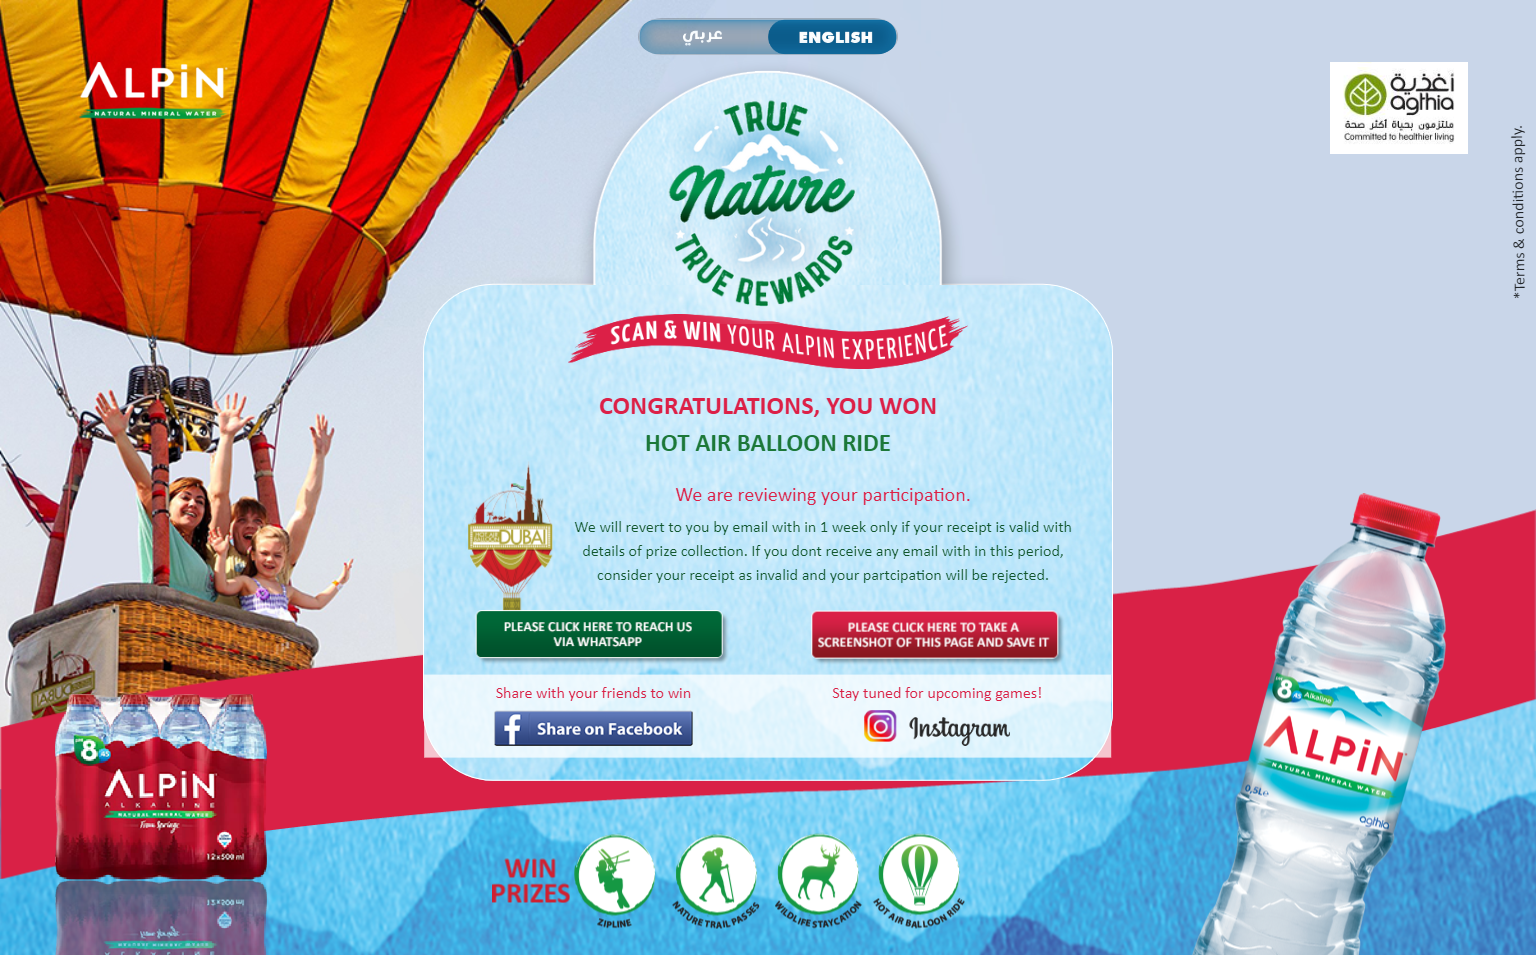 عربي
ENGLISH
ALPiN
NATURAL MINERAL WATER
أغذية
agthia
ملتزمون بحياة أكثر صحة
Committed to healthier living
*Terms & conditions apply.
TRUE
Nature
TRUE REWARDS
SCAN & WIN YOUR ALPIN EXPERIENCE
CONGRATULATIONS, YOU WON
HOT AIR BALLOON RIDE
We are reviewing your participation.
We will revert to you by email with in 1 week only if your receipt is valid with
details of prize collection. If you dont receive any email with in this period,
consider your receipt as invalid and your partcipation will be rejected.
DUBAI
PLEASE CLICK HERE TO REACH US
VIA WHATSAPP
PLEASE CLICK HERE TO TAKE A
SCREENSHOT OF THIS PAGE AND SAVE IT
Share with your friends to win
Share on Facebook
Stay tuned for upcoming games!
Instagram
DUBAI
8
.45
ALPiN
ALKALINE
NATURAL MINERAL WATER
From Springs
12x500 ml
8
.45
Alkaline
ALPiN
NATURAL MINERAL WATER
0,5Le
agthia
WIN
PRIZES
ZIPLINE
NATURE TRAIL PASSES
WILDLIFE STAYCATION
HOT AIR BALLOON RIDE